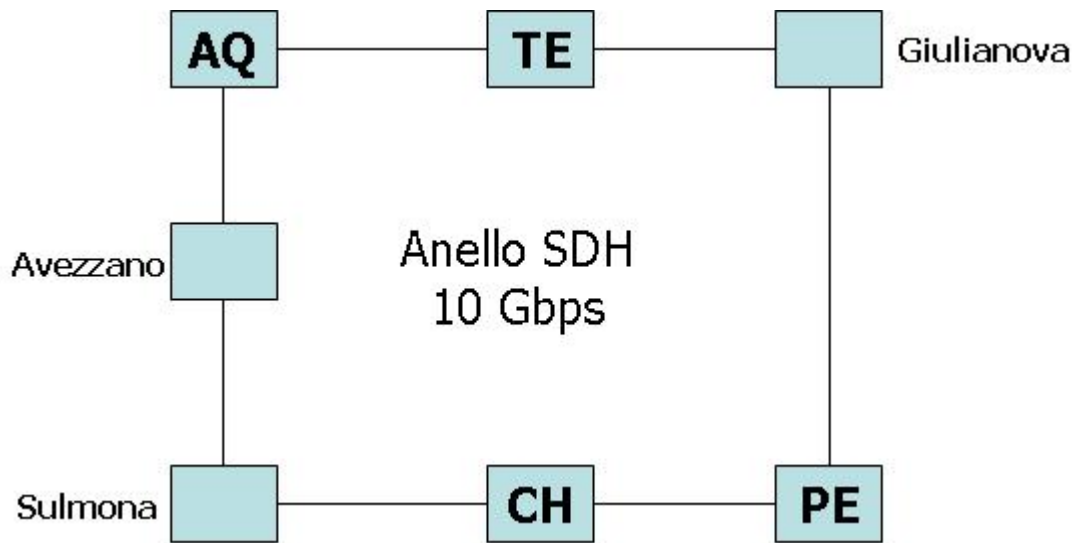 AQ
TE
Giulianova
Avezzano
Anello SDH
10 Gbps
Sulmona
CH
PE